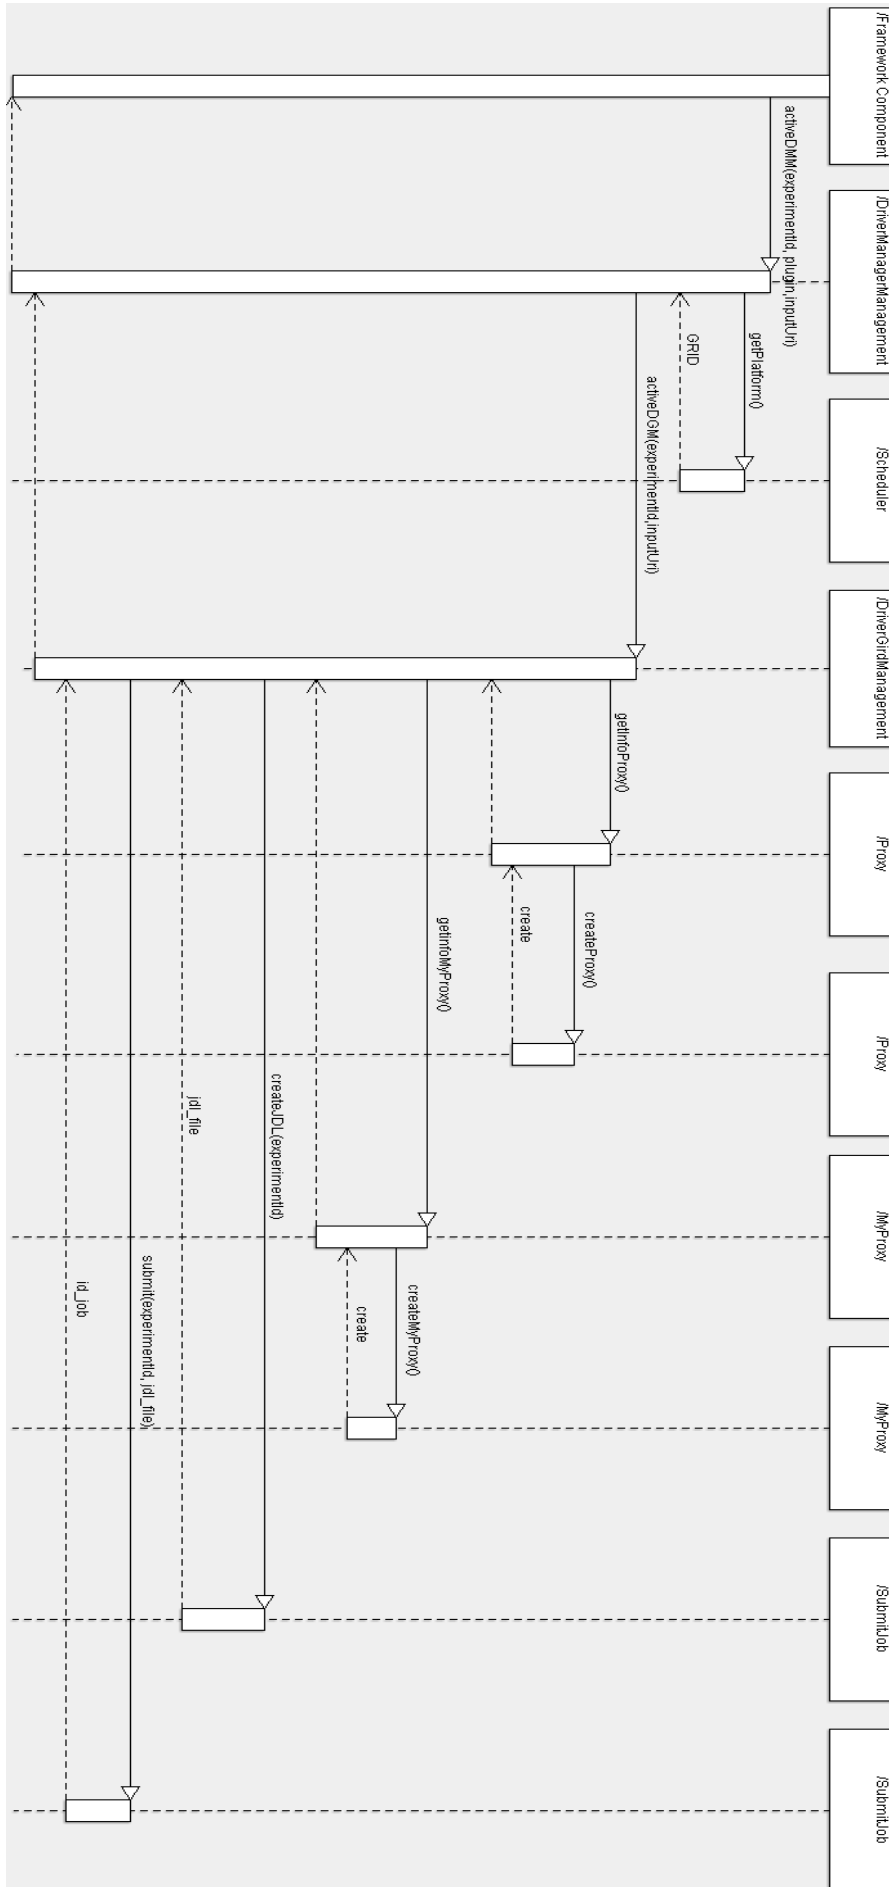 /Framework Component
/DriverManagerManagement
/Scheduler
/DriverGirdManagement
/Proxy
/Proxy
/MyProxy
/MyProxy
/SubmitJob
/SubmitJob
activeDMM(experimentId, plugin,inputUri)
getPlatform()
GRID
activeDGM(experimentId,inputUri)
getInfoProxy()
createProxy()
create
getInfoMyProxy()
createMyProxy()
create
createJDL(experimentId)
jdl_file
submit(experimentId, jdl_file)
id_job